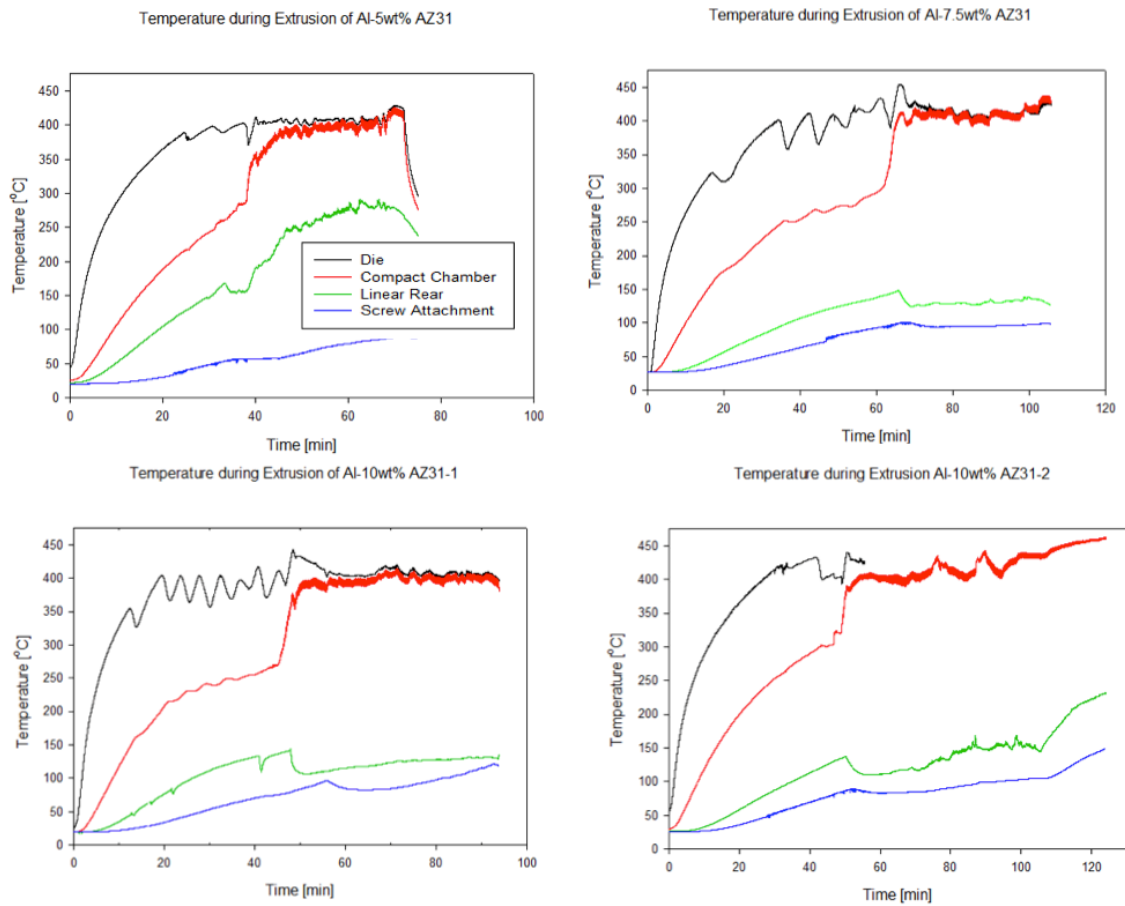 Temperature during Extrusion of Al-5wt% AZ31
Temperature [°C]
450
400
350
300
250
200
150
100
50
0
Die
Compact Chamber
Linear Rear
Screw Attachment
0 20 40 60 80 100
Time [min]
Temperature during Extrusion of Al-7.5wt% AZ31
Temperature [°C]
450
400
350
300
250
200
150
100
50
0
0 20 40 60 80 100 120
Time [min]
Temperature during Extrusion of Al-10wt% AZ31-1
Temperature [°C]
450
400
350
300
250
200
150
100
50
0
0 20 40 60 80 100
Time [min]
Temperature during Extrusion Al-10wt% AZ31-2
Temperature [°C]
450
400
350
300
250
200
150
100
50
0
0 20 40 60 80 100 120
Time [min]